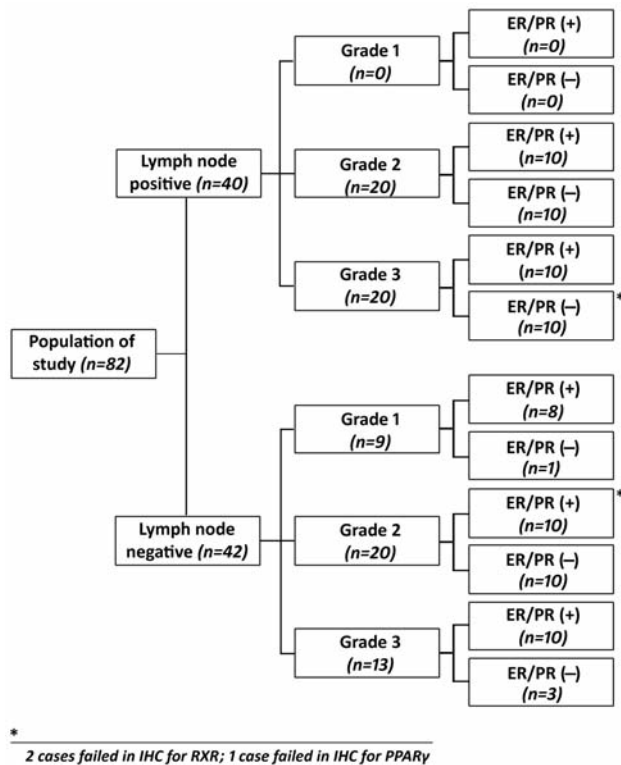 Population of
study (n=82)
Lymph node
positive (n=40)
Grade 1
(n=0)
ER/PR (+)
(n=0)
ER/PR (−)
(n=0)
Grade 2
(n=20)
ER/PR (+)
(n=10)
ER/PR (−)
(n=10)
Grade 3
(n=20)
ER/PR (+)
(n=10)
ER/PR (−)
(n=10)
*
Lymph node
negative (n=42)
Grade 1
(n=9)
ER/PR (+)
(n=8)
ER/PR (−)
(n=1)
Grade 2
(n=20)
ER/PR (+)
(n=10)
*
ER/PR (−)
(n=10)
Grade 3
(n=13)
ER/PR (+)
(n=10)
ER/PR (−)
(n=3)
*
2 cases failed in IHC for RXR; 1 case failed in IHC for PPARγ